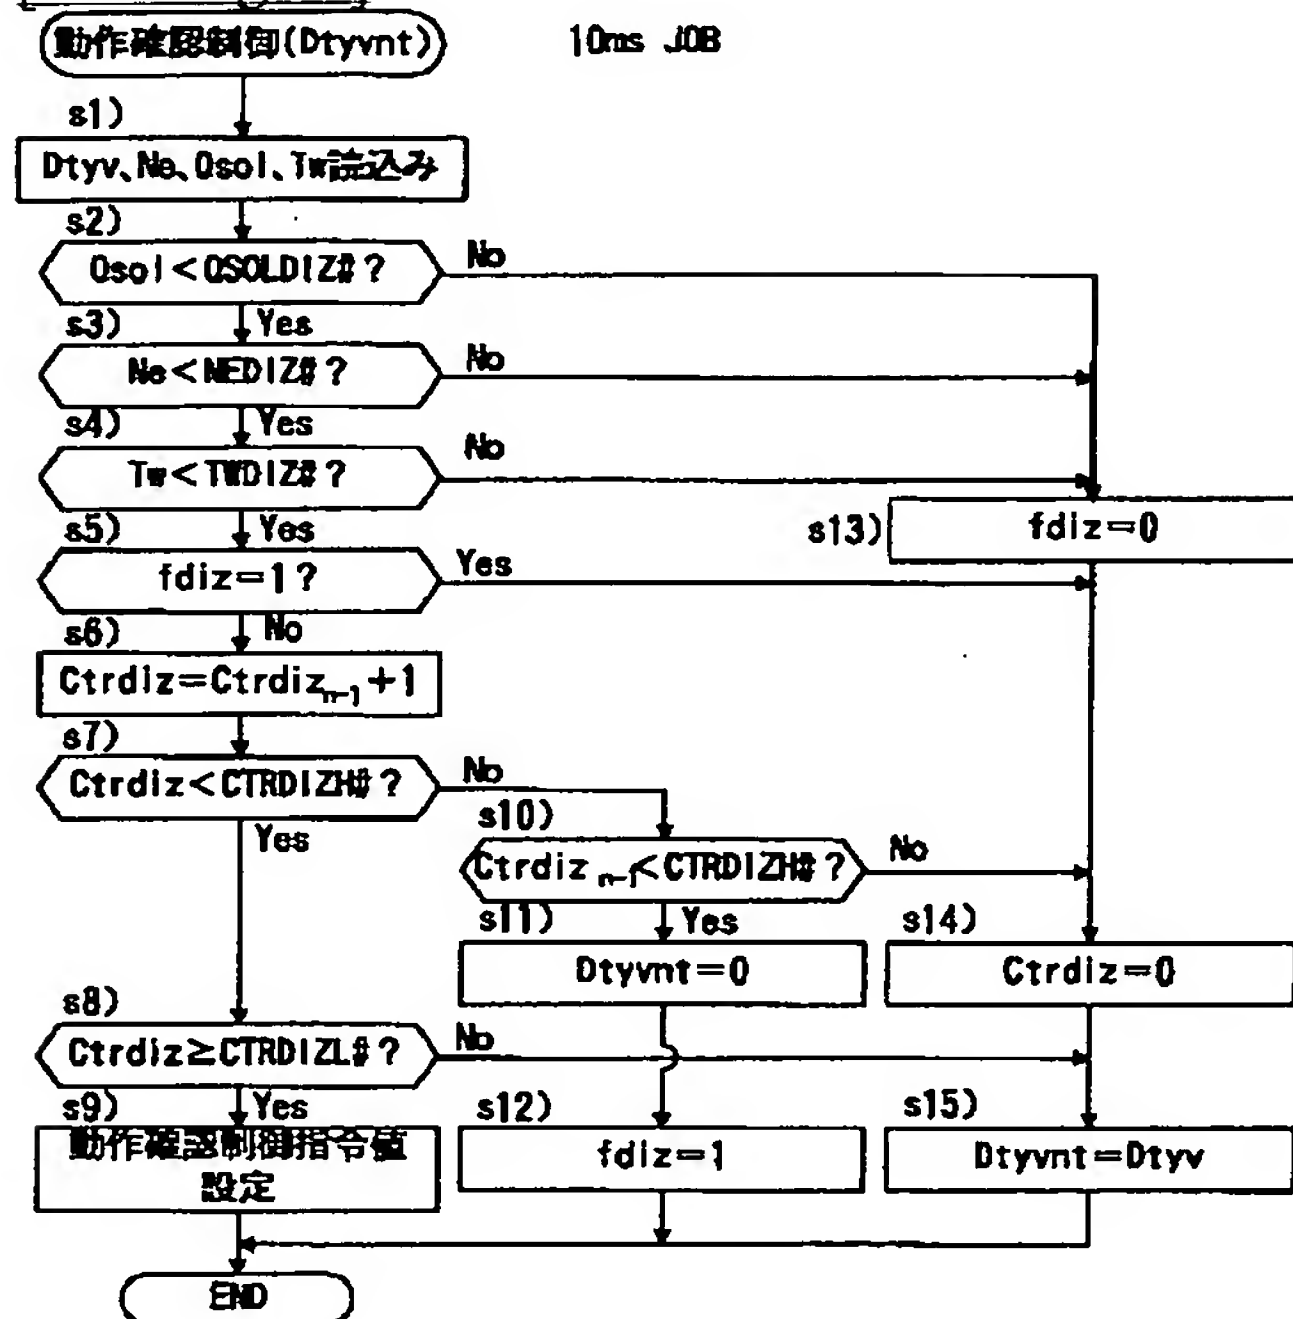 動作確認制御(Dtyvnt)
10ms JOB
s1)
Dtyv、Ne、Qsol、Tw読込み
s2)
Qsol<QSOLDIZ#?
No
s3)
Yes
Ne<NEDIZ#?
No
s4)
Yes
Tw<TWDIZ#?
No
s13)
fdiz=0
s5)
Yes
fdiz=1?
Yes
s6)
No
Ctrdiz=Ctrdizn-1+1
s7)
Ctrdiz<CTRDIZH#?
No
Yes
s10)
Ctrdiz n-1<CTRDIZH#?
No
s11)
Yes
Dtyvnt=0
s14)
Ctrdiz=0
s8)
Ctrdiz≥CTRDIZL#?
No
s9)
Yes
動作確認制御指令値
設定
s12)
fdiz=1
s15)
Dtyvnt=Dtyv
END